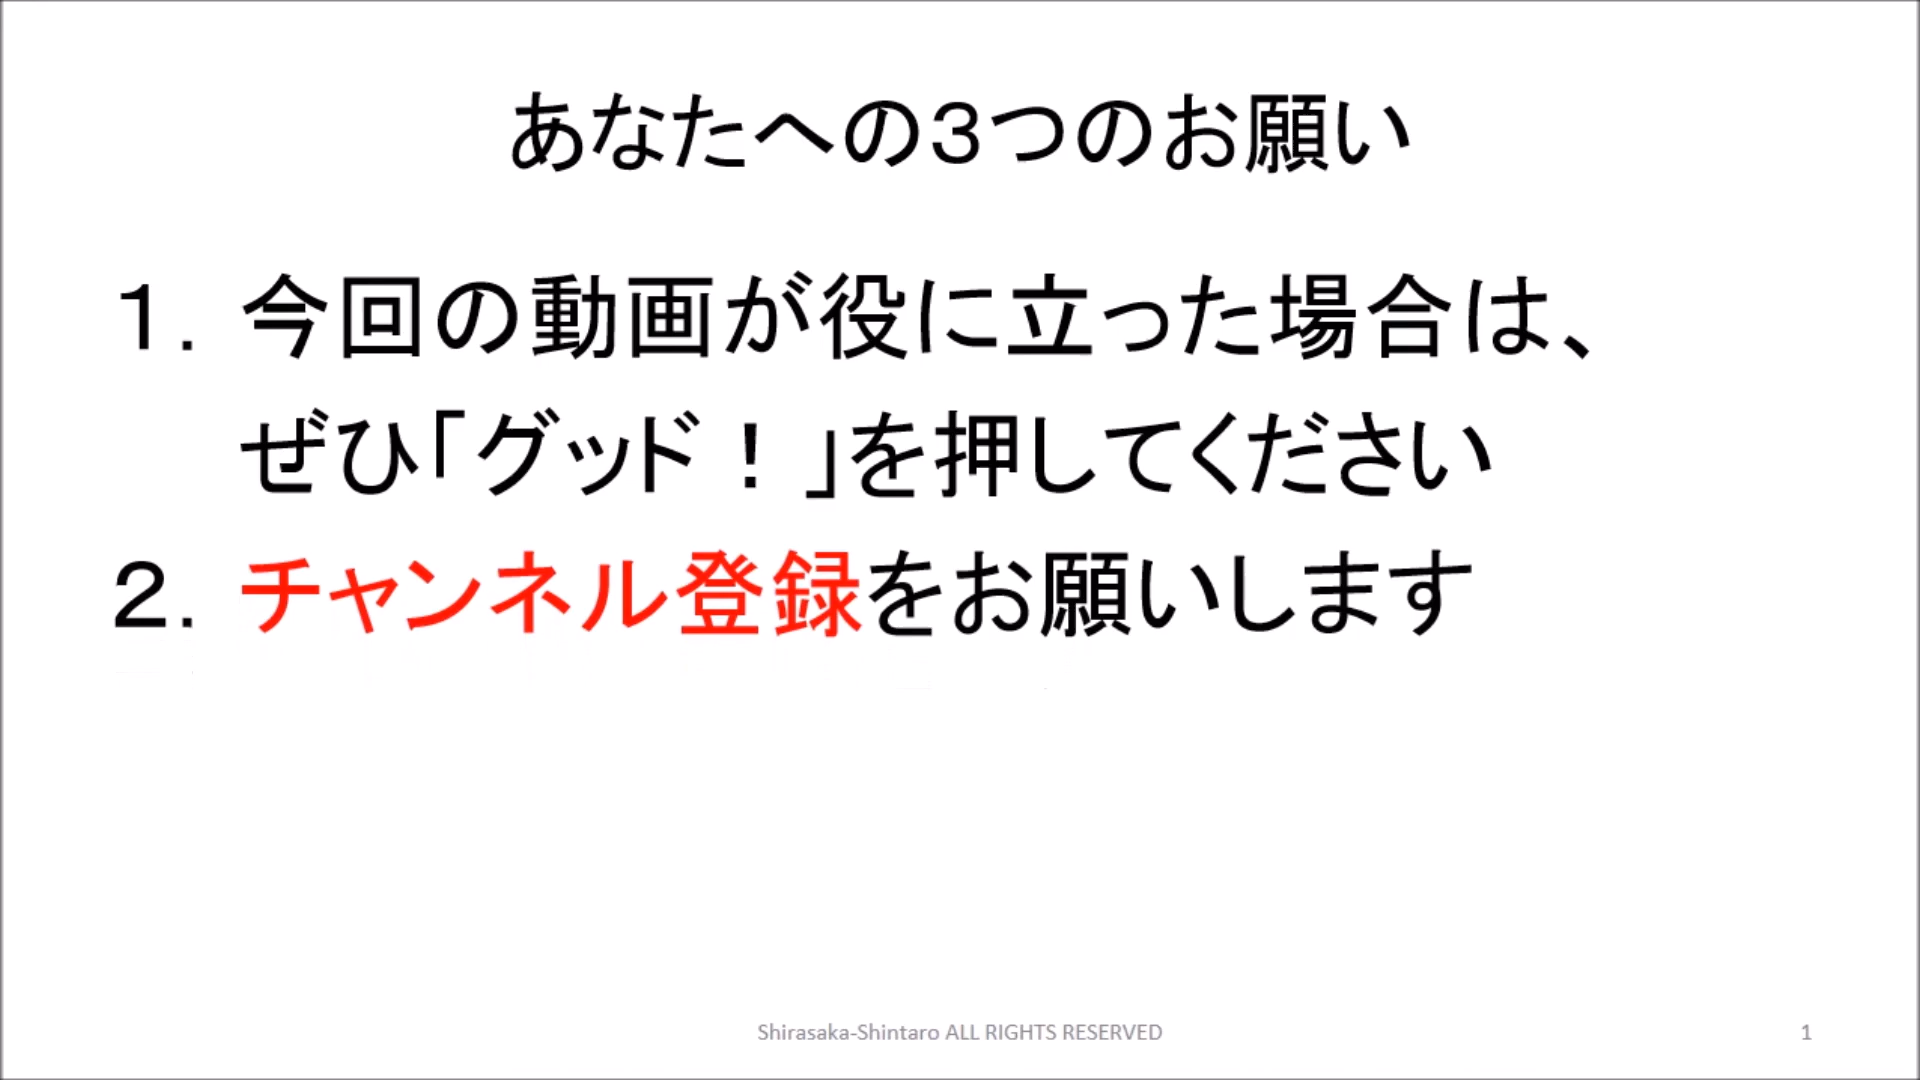 あなたへの３つのお願い
１．今回の動画が役に立った場合は、
ぜひ「グッド！」を押してください
２．チャンネル登録をお願いします
Shirasaka-Shintaro ALL RIGHTS RESERVED
1